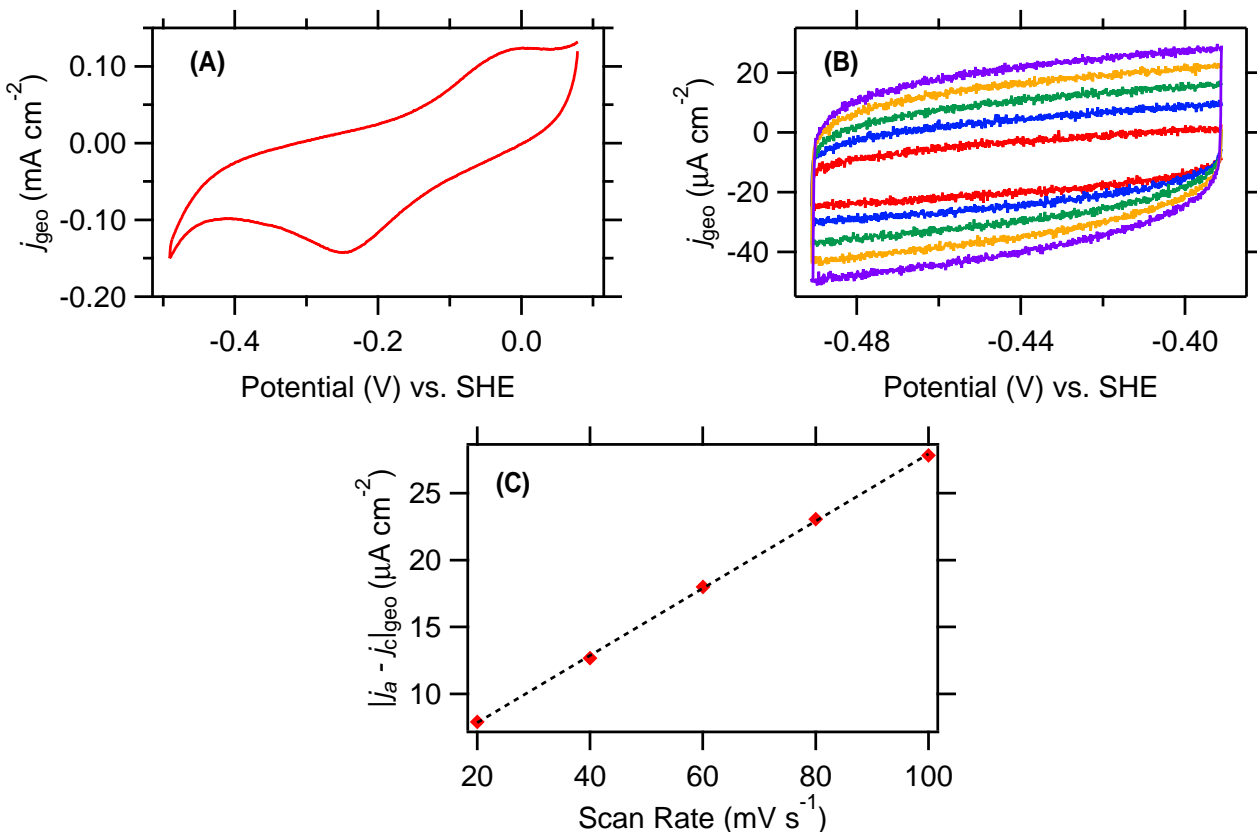 (A)
0.10
0.00
-0.10
-0.20
j geo (mA cm-2)
-0.4
-0.2
0.0
Potential (V) vs. SHE
(B)
20
0
-20
-40
j geo (µA cm-2)
-0.48
-0.44
-0.40
Potential (V) vs. SHE
(C)
25
20
15
10
|ja - jc|geo (µA cm-2)
20
40
60
80
100
Scan Rate (mV s-1)